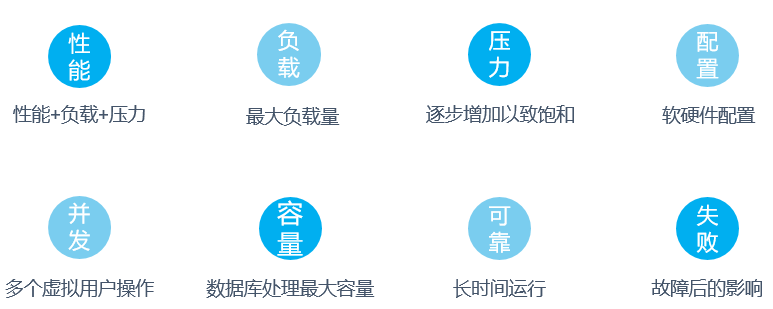 性
能
性能+负载+压力
负
载
最大负载量
压
力
逐步增加以致饱和
配
置
软硬件配置
并
发
多个虚拟用户操作
容
量
数据库处理最大容量
可
靠
长时间运行
失
败
故障后的影响